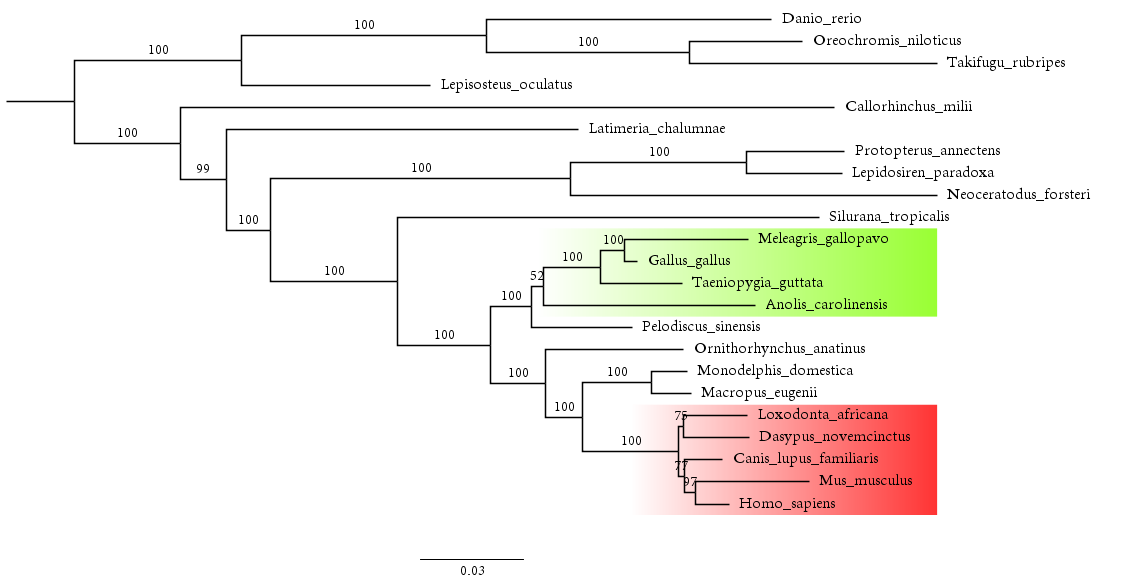 Danio_rerio
100
Oreochromis_niloticus
100
100
Takifugu_rubripes
Lepisosteus_oculatus
Callorhinchus_milii
100
Latimeria_chalumnae
Protopterus_annectens
100
99
100
Lepidosiren_paradoxa
Neoceratodus_forsteri
100
Silurana_tropicalis
Meleagris_gallopavo
100
Gallus_gallus
100
100
52
Taeniopygia_guttata
100
Anolis_carolinensis
Pelodiscus_sinensis
100
Ornithorhynchus_anatinus
100
100
Monodelphis_domestica
Macropus_eugenii
100
75
Loxodonta_africana
100
Dasypus_novemcinctus
Canis_lupus_familiaris
77
97
Mus_musculus
Homo_sapiens
0.03